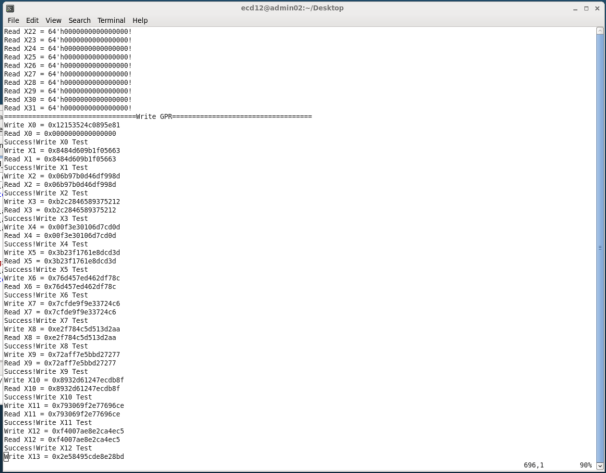 ecd12@admin02:~/Desktop
File Edit View Search Terminal Help
Read X22 = 64'h0000000000000000!
Read X23 = 64'h0000000000000000!
Read X24 = 64'h0000000000000000!
Read X25 = 64'h0000000000000000!
Read X26 = 64'h0000000000000000!
Read X27 = 64'h0000000000000000!
Read X28 = 64'h0000000000000000!
Read X29 = 64'h0000000000000000!
Read X30 = 64'h0000000000000000!
Read X31 = 64'h0000000000000000!
================================Write GPR==================================
Write X0 = 0x12153524c0895e81
Read X0 = 0x0000000000000000
Success!Write X0 Test
Write X1 = 0x8484d609b1f05663
Read X1 = 0x8484d609b1f05663
Success!Write X1 Test
Write X2 = 0x06b97b0d46df998d
Read X2 = 0x06b97b0d46df998d
Success!Write X2 Test
Write X3 = 0xb2c2846589375212
Read X3 = 0xb2c2846589375212
Success!Write X3 Test
Write X4 = 0x00f3e30106d7cd0d
Read X4 = 0x00f3e30106d7cd0d
Success!Write X4 Test
Write X5 = 0x3b23f1761e8dcd3d
Read X5 = 0x3b23f1761e8dcd3d
Success!Write X5 Test
Write X6 = 0x76d457ed462df78c
Read X6 = 0x76d457ed462df78c
Success!Write X6 Test
Write X7 = 0x7cfde9f9e33724c6
Read X7 = 0x7cfde9f9e33724c6
Success!Write X7 Test
Write X8 = 0xe2f784c5d513d2aa
Read X8 = 0xe2f784c5d513d2aa
Success!Write X8 Test
Write X9 = 0x72aff7e5bbd27277
Read X9 = 0x72aff7e5bbd27277
Success!Write X9 Test
Write X10 = 0x8932d61247ecdb8f
Read X10 = 0x8932d61247ecdb8f
Success!Write X10 Test
Write X11 = 0x793069f2e77696ce
Read X11 = 0x793069f2e77696ce
Success!Write X11 Test
Write X12 = 0xf4007ae8e2ca4ec5
Read X12 = 0xf4007ae8e2ca4ec5
Success!Write X12 Test
Write X13 = 0x2e58495cde8e28bd
696,1 90%